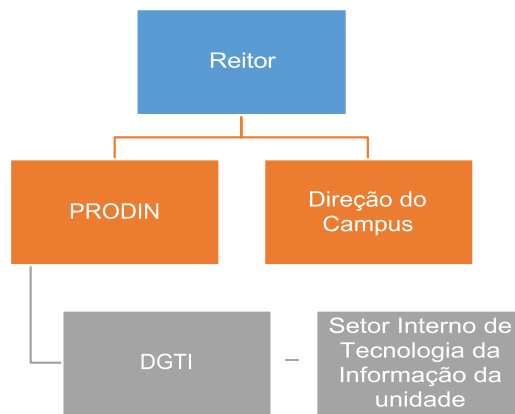 Reitor
PRODIN
Direção do
Campus
DGTI
Setor Interno de
Tecnologia da
Informação da
unidade